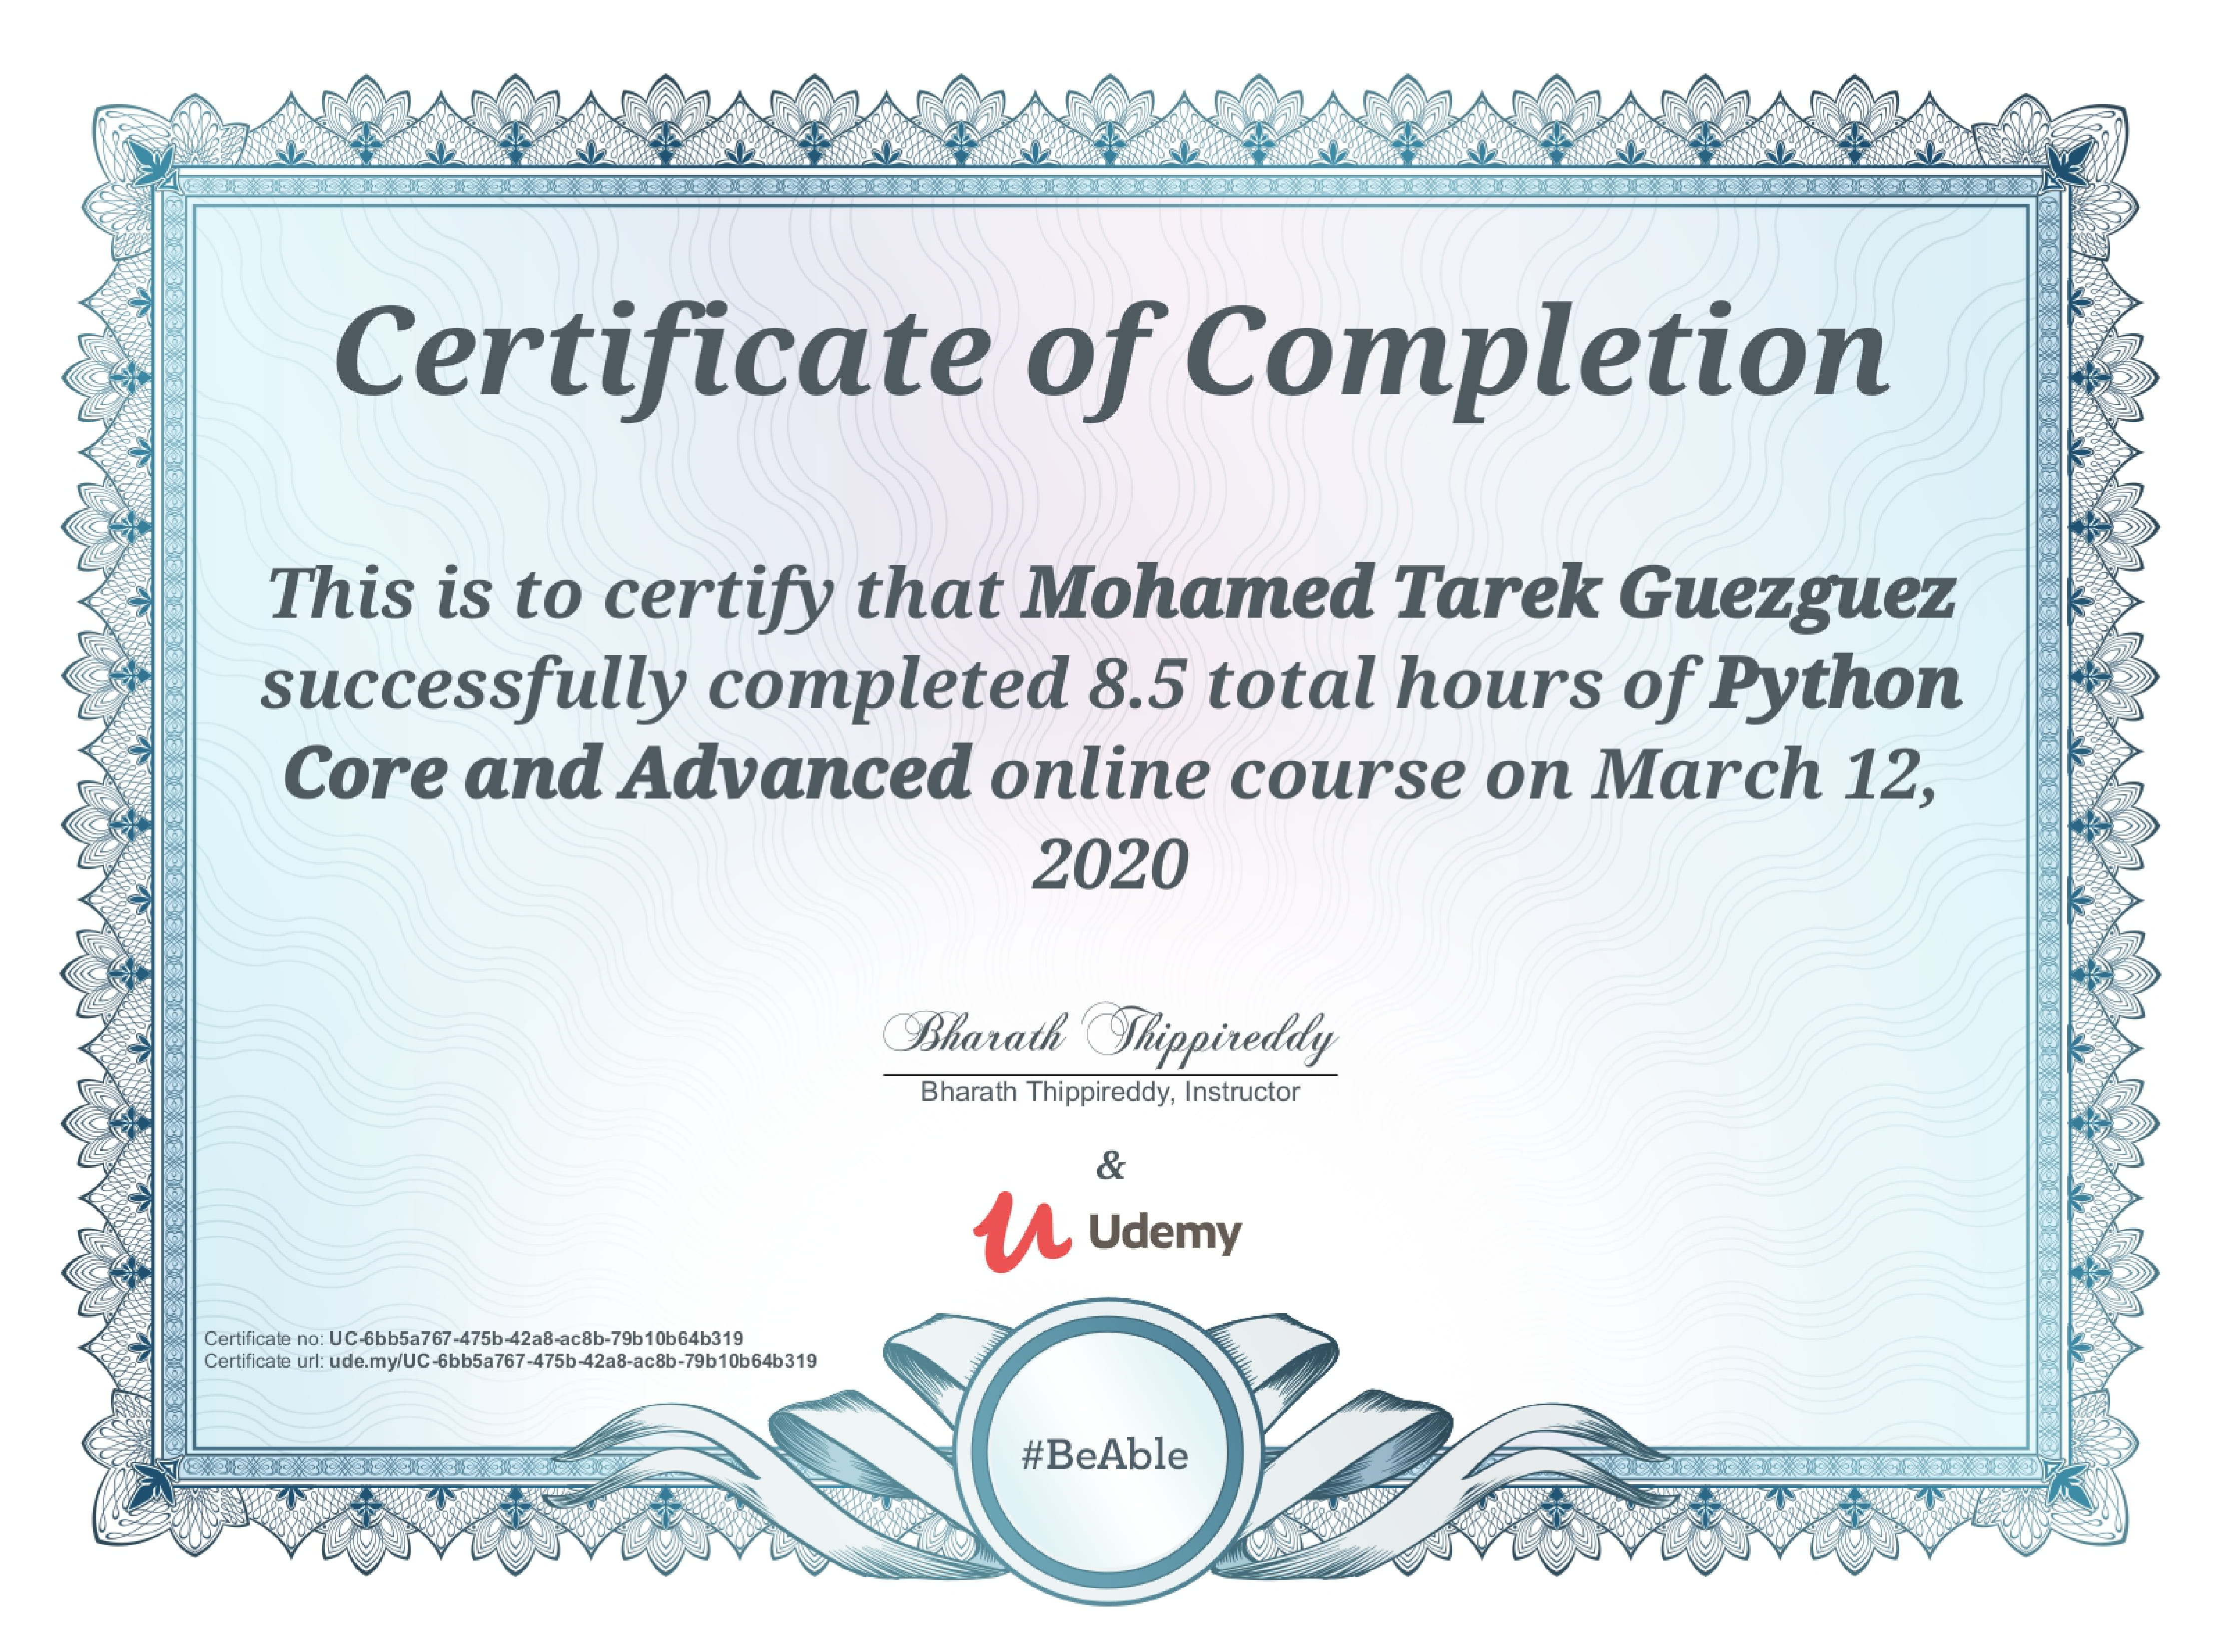 Certificate of Completion
This is to certify that Mohamed Tarek Guezguez
successfully completed 8.5 total hours of Python
Core and Advanced online course on March 12,
2020
Bharath Thippireddy
Bharath Thippireddy, Instructor
&
Udemy
Certificate no: UC-6bb5a767-475b-42a8-ac8b-79b10b64b319
Certificate url: ude.my/UC-6bb5a767-475b-42a8-ac8b-79b10b64b319
#BeAble